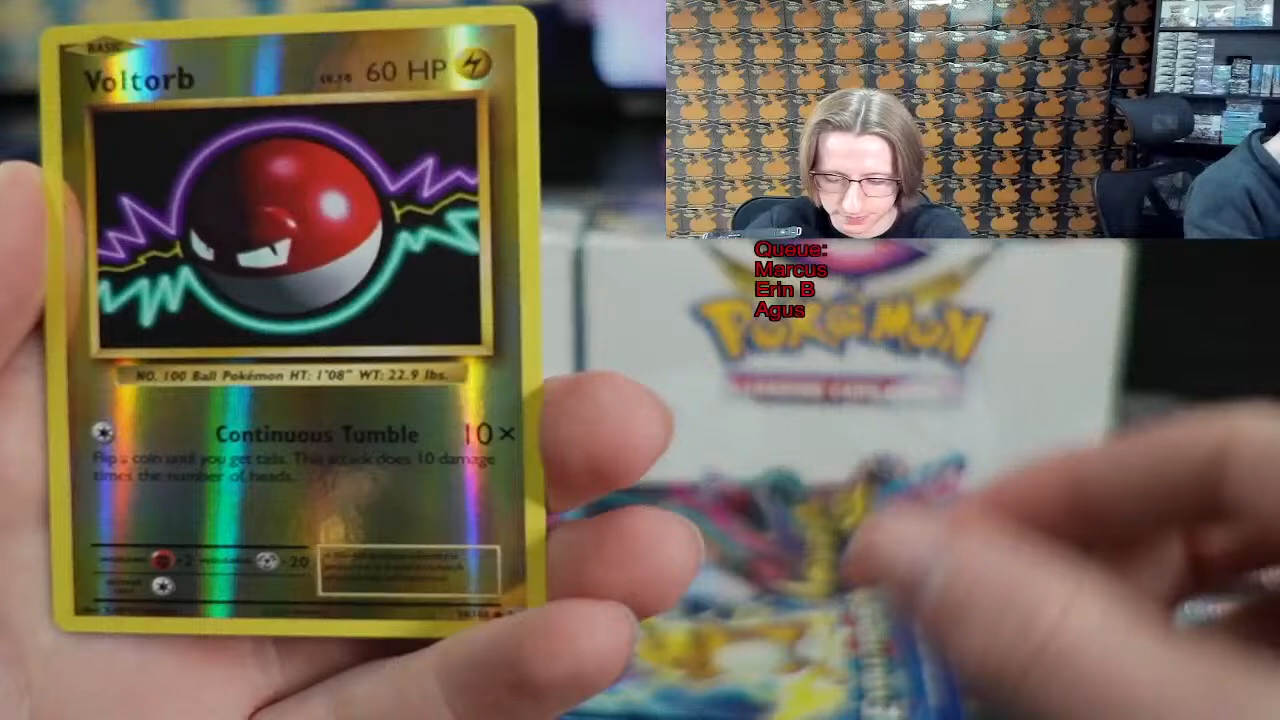 BASIC
Voltorb LV.10 60 HP
NO. 100 Ball Pokémon HT: 1'08" WT: 22.9 lbs.
Continuous Tumble 10×
Flip a coin until you get tails. This attack does 10 damage
times the number of heads.
×2
-20
Queue:
Marcus
Erin B
Agus
POKéMON